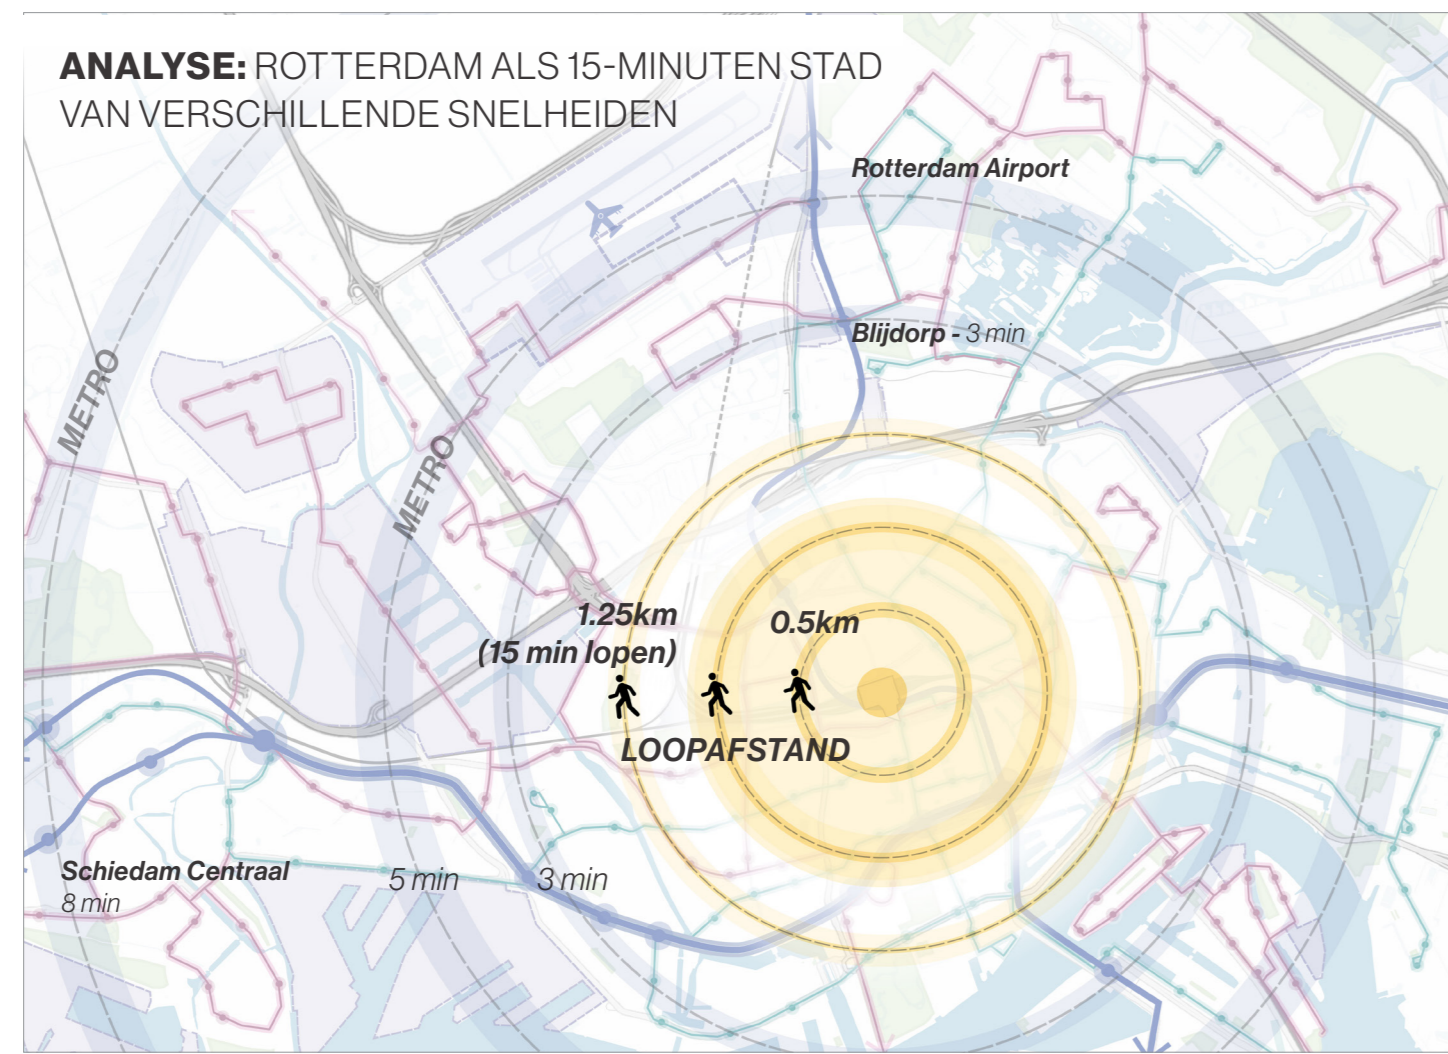 ANALYSE: ROTTERDAM ALS 15-MINUTEN STAD
VAN VERSCHILLENDE SNELHEIDEN
Rotterdam Airport
Blijdorp - 3 min
METRO
METRO
1.25km
(15 min lopen)
0.5km
LOOPAFSTAND
Schiedam Centraal
8 min
5 min
3 min